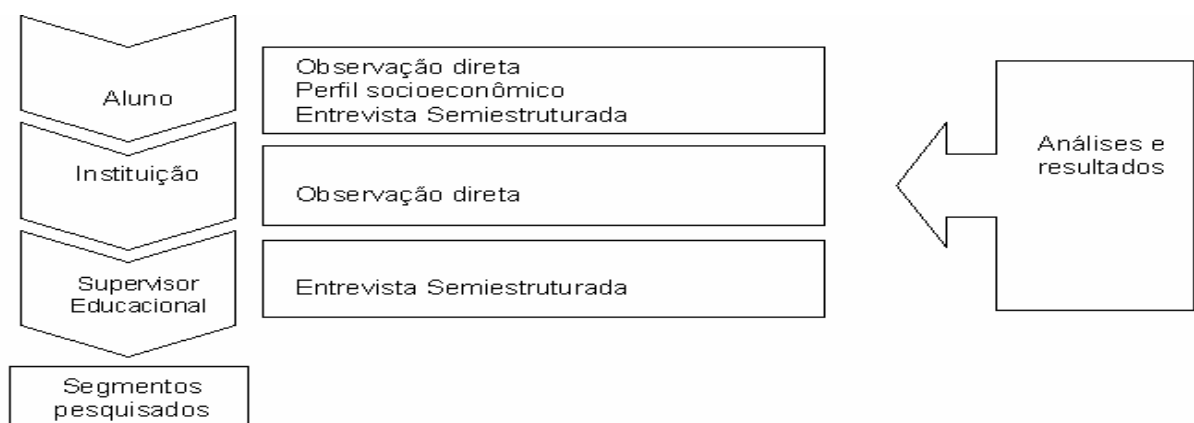 Aluno
Observação direta
Perfil socioeconômico
Entrevista Semiestruturada
Instituição
Observação direta
Supervisor
Educacional
Entrevista Semiestruturada
Segmentos
pesquisados
Análises e
resultados